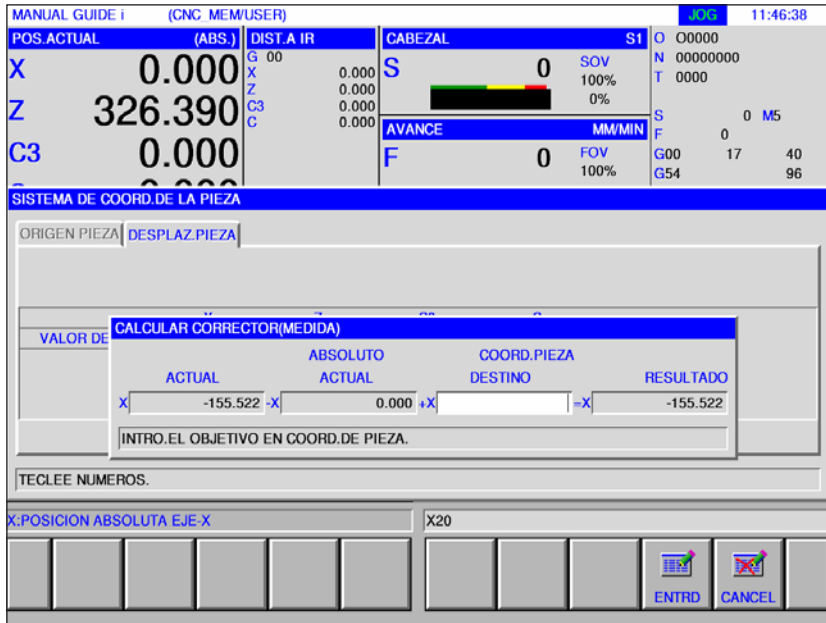 MANUAL GUIDE i (CNC_MEM/USER) JOG 11:46:38
POS.ACTUAL (ABS.) DIST.A IR CABEZAL S1 O O0000
G 00 N 00000000
X 0.000 X 0.000 S 0 SOV T 0000
Z 0.000 100%
Z 326.390 C3 0.000 0% S 0 M5
C 0.000 AVANCE MM/MIN F 0
C3 0.000 F 0 FOV G00 17 40
100% G54 96
SISTEMA DE COORD.DE LA PIEZA
ORIGEN PIEZA DESPLAZ.PIEZA
VALOR DE
CALCULAR CORRECTOR(MEDIDA)
ABSOLUTO COORD.PIEZA
ACTUAL ACTUAL DESTINO RESULTADO
X -155.522 -X 0.000 +X =X -155.522
INTRO.EL OBJETIVO EN COORD.DE PIEZA.
TECLEE NUMEROS.
X:POSICION ABSOLUTA EJE-X X20
ENTRD CANCEL